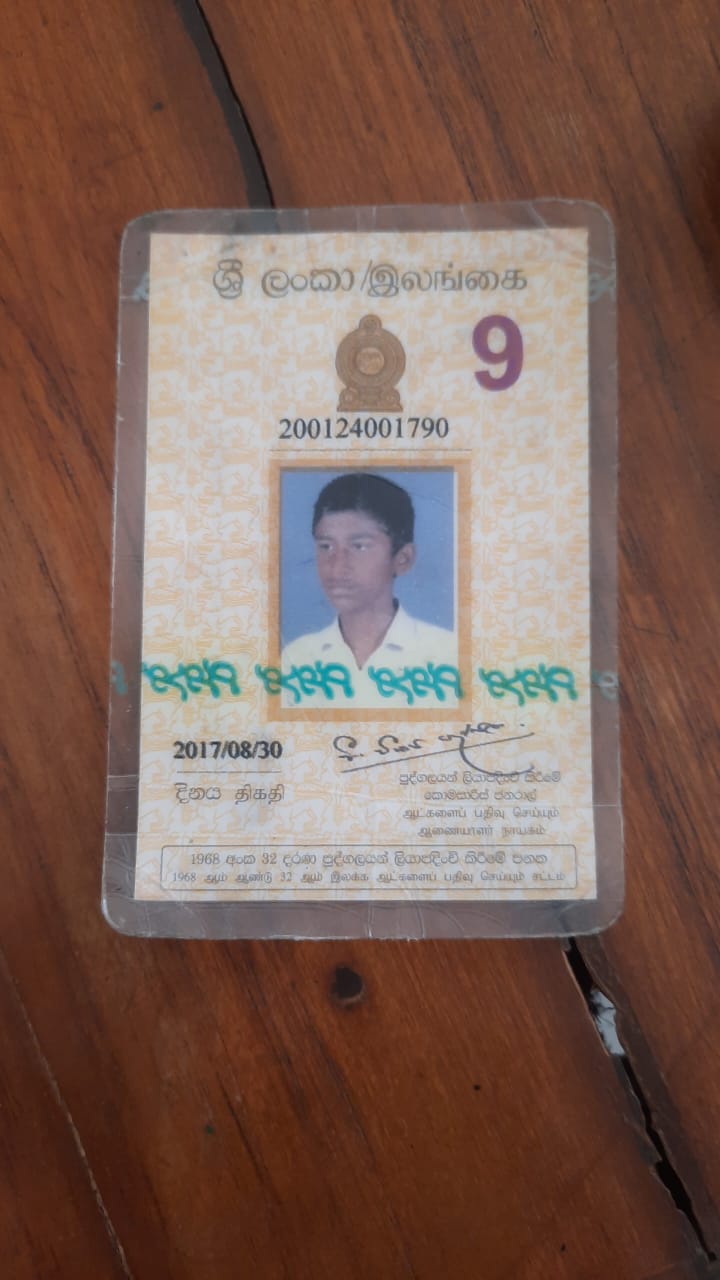 ශ්‍රී ලංකා/இலங்கை
9
200124001790
2017/08/30
දිනය திகதி
පුද්ගලයන් ලියාපදිංචි කිරීමේ
කොමසාරිස් ජනරාල්
ஆட்களைப் பதிவு செய்யும்
ஆணையாளர் நாயகம்
1968 අංක 32 දරණ පුද්ගලයන් ලියාපදිංචි කිරීමේ පනත
1968 ஆம் ஆண்டு 32 ஆம் இலக்க ஆட்களைப் பதிவு செய்யும் சட்டம்